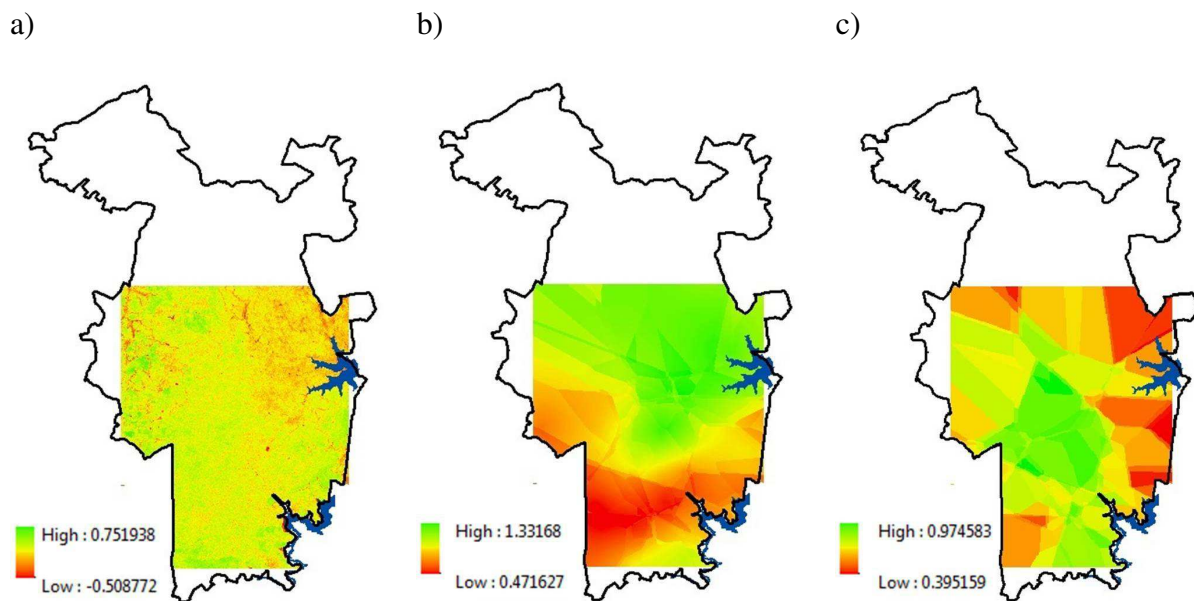 a)
b)
c)
High : 0.751938
Low : -0.508772
High : 1.33168
Low : 0.471627
High : 0.974583
Low : 0.395159